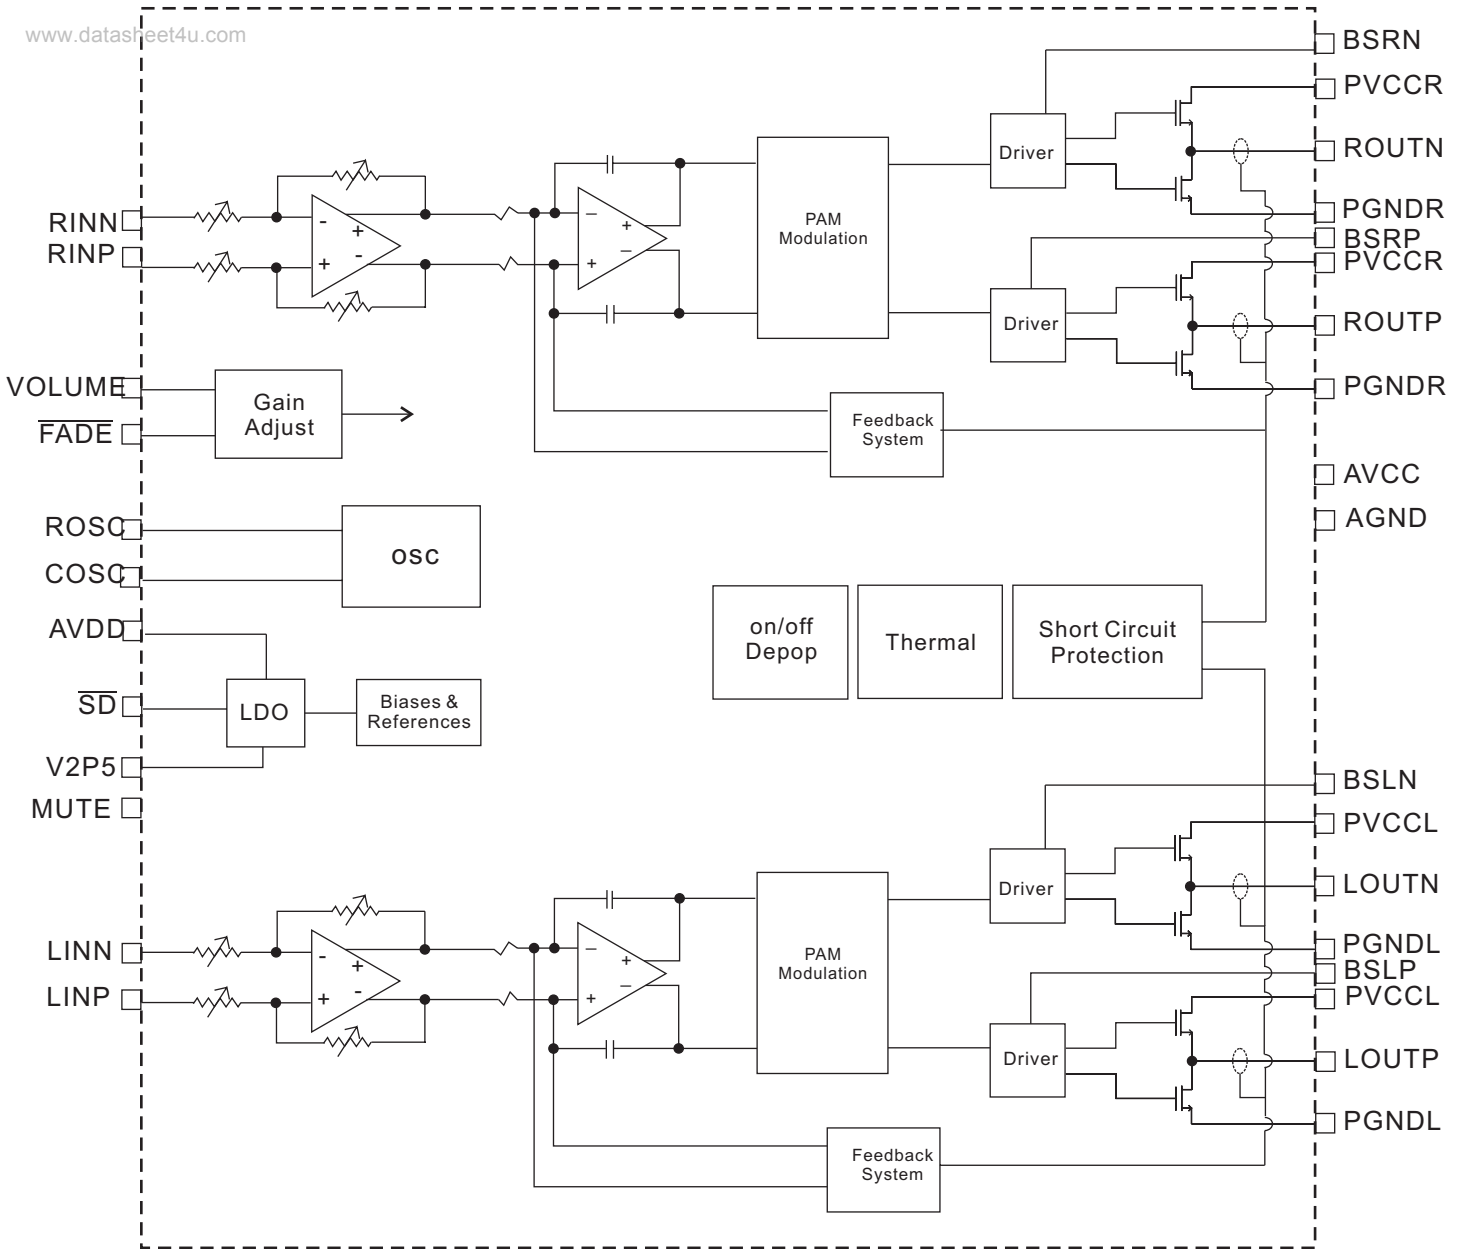 www.datasheet4u.com
BSRN
PVCCR
ROUTN
PGNDR
BSRP
PVCCR
ROUTP
PGNDR
AVCC
AGND
RINN
RINP
- + + -
− + − +
PAM
Modulation
Driver
Driver
VOLUME
FADE
Gain
Adjust
Feedback
System
ROSC
COSC
OSC
AVDD
SD
V2P5
MUTE
LDO
Biases &
References
on/off
Depop
Thermal
Short Circuit
Protection
BSLN
PVCCL
LOUTN
PGNDL
BSLP
PVCCL
LOUTP
PGNDL
LINN
LINP
- + + -
− + − +
PAM
Modulation
Driver
Driver
Feedback
System